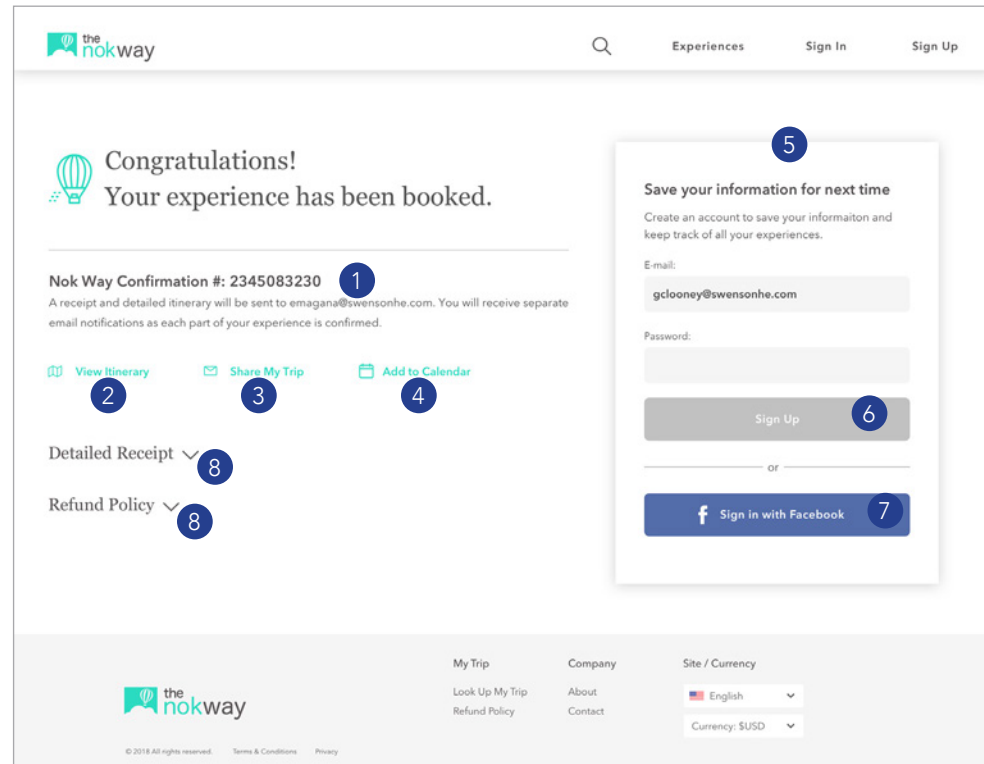 the
nokway
Experiences
Sign In
Sign Up
Congratulations!
Your experience has been booked.
Nok Way Confirmation #: 2345083230
1
A receipt and detailed itinerary will be sent to emagana@swensonhe.com. You will receive separate
email notifications as each part of your experience is confirmed.
View Itinerary
Share My Trip
Add to Calendar
2
3
4
Detailed Receipt
8
Refund Policy
8
5
Save your information for next time
Create an account to save your informaiton and
keep track of all your experiences.
E-mail:
gclooney@swensonhe.com
Password:
Sign Up
6
or
f Sign in with Facebook
7
the
nokway
© 2018 All rights reserved.
Terms & Conditions
Privacy
My Trip
Look Up My Trip
Refund Policy
Company
About
Contact
Site / Currency
English
Currency: $USD